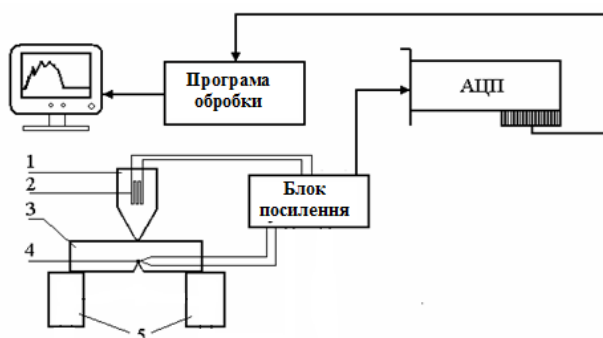 Програма
обробки
АЦП
1
2
Блок
посилення
3
4
5